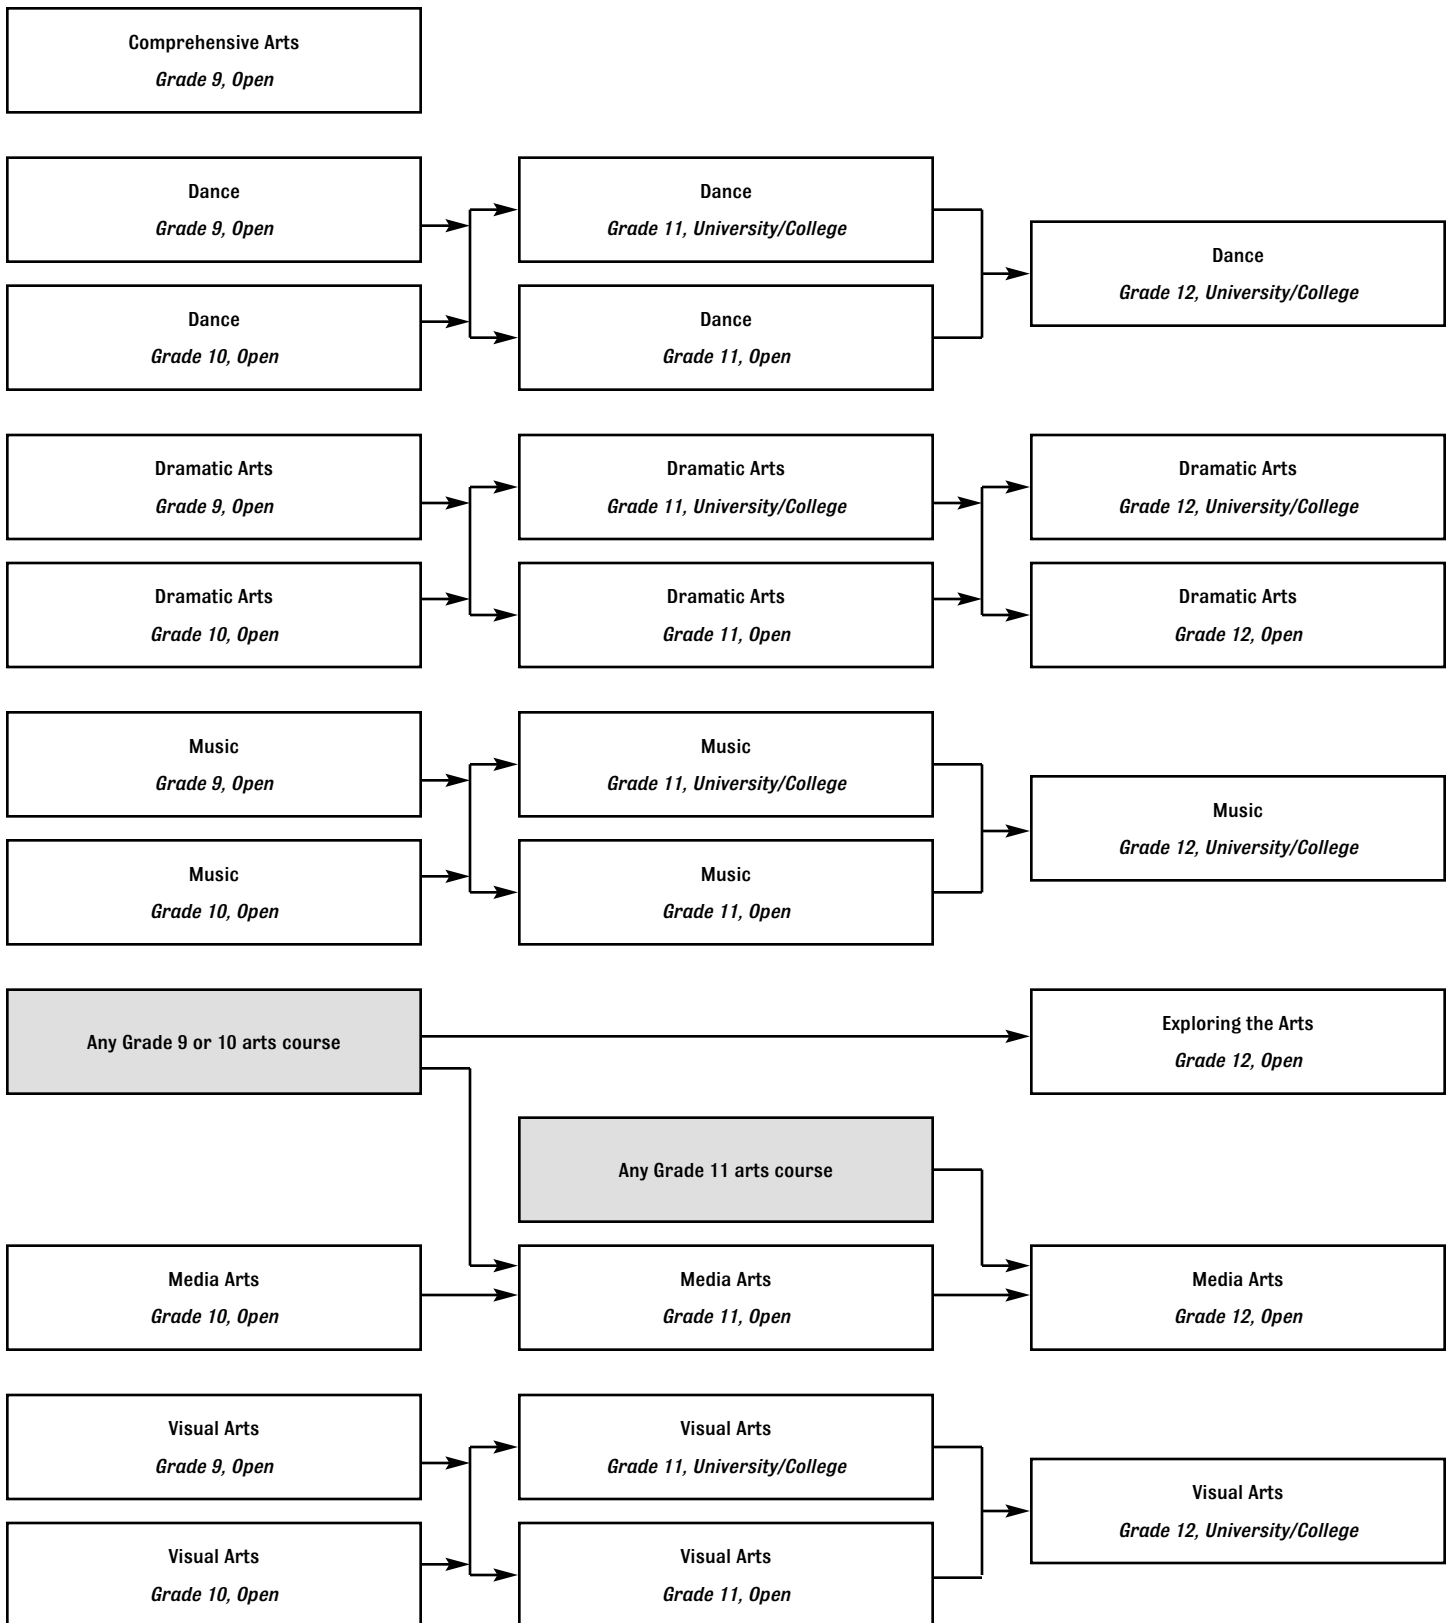 Comprehensive Arts
Grade 9, Open
Dance
Grade 9, Open
Dance
Grade 11, University/College
Dance
Grade 12, University/College
Dance
Grade 10, Open
Dance
Grade 11, Open
Dramatic Arts
Grade 9, Open
Dramatic Arts
Grade 11, University/College
Dramatic Arts
Grade 12, University/College
Dramatic Arts
Grade 10, Open
Dramatic Arts
Grade 11, Open
Dramatic Arts
Grade 12, Open
Music
Grade 9, Open
Music
Grade 11, University/College
Music
Grade 12, University/College
Music
Grade 10, Open
Music
Grade 11, Open
Any Grade 9 or 10 arts course
Exploring the Arts
Grade 12, Open
Any Grade 11 arts course
Media Arts
Grade 10, Open
Media Arts
Grade 11, Open
Media Arts
Grade 12, Open
Visual Arts
Grade 9, Open
Visual Arts
Grade 11, University/College
Visual Arts
Grade 12, University/College
Visual Arts
Grade 10, Open
Visual Arts
Grade 11, Open